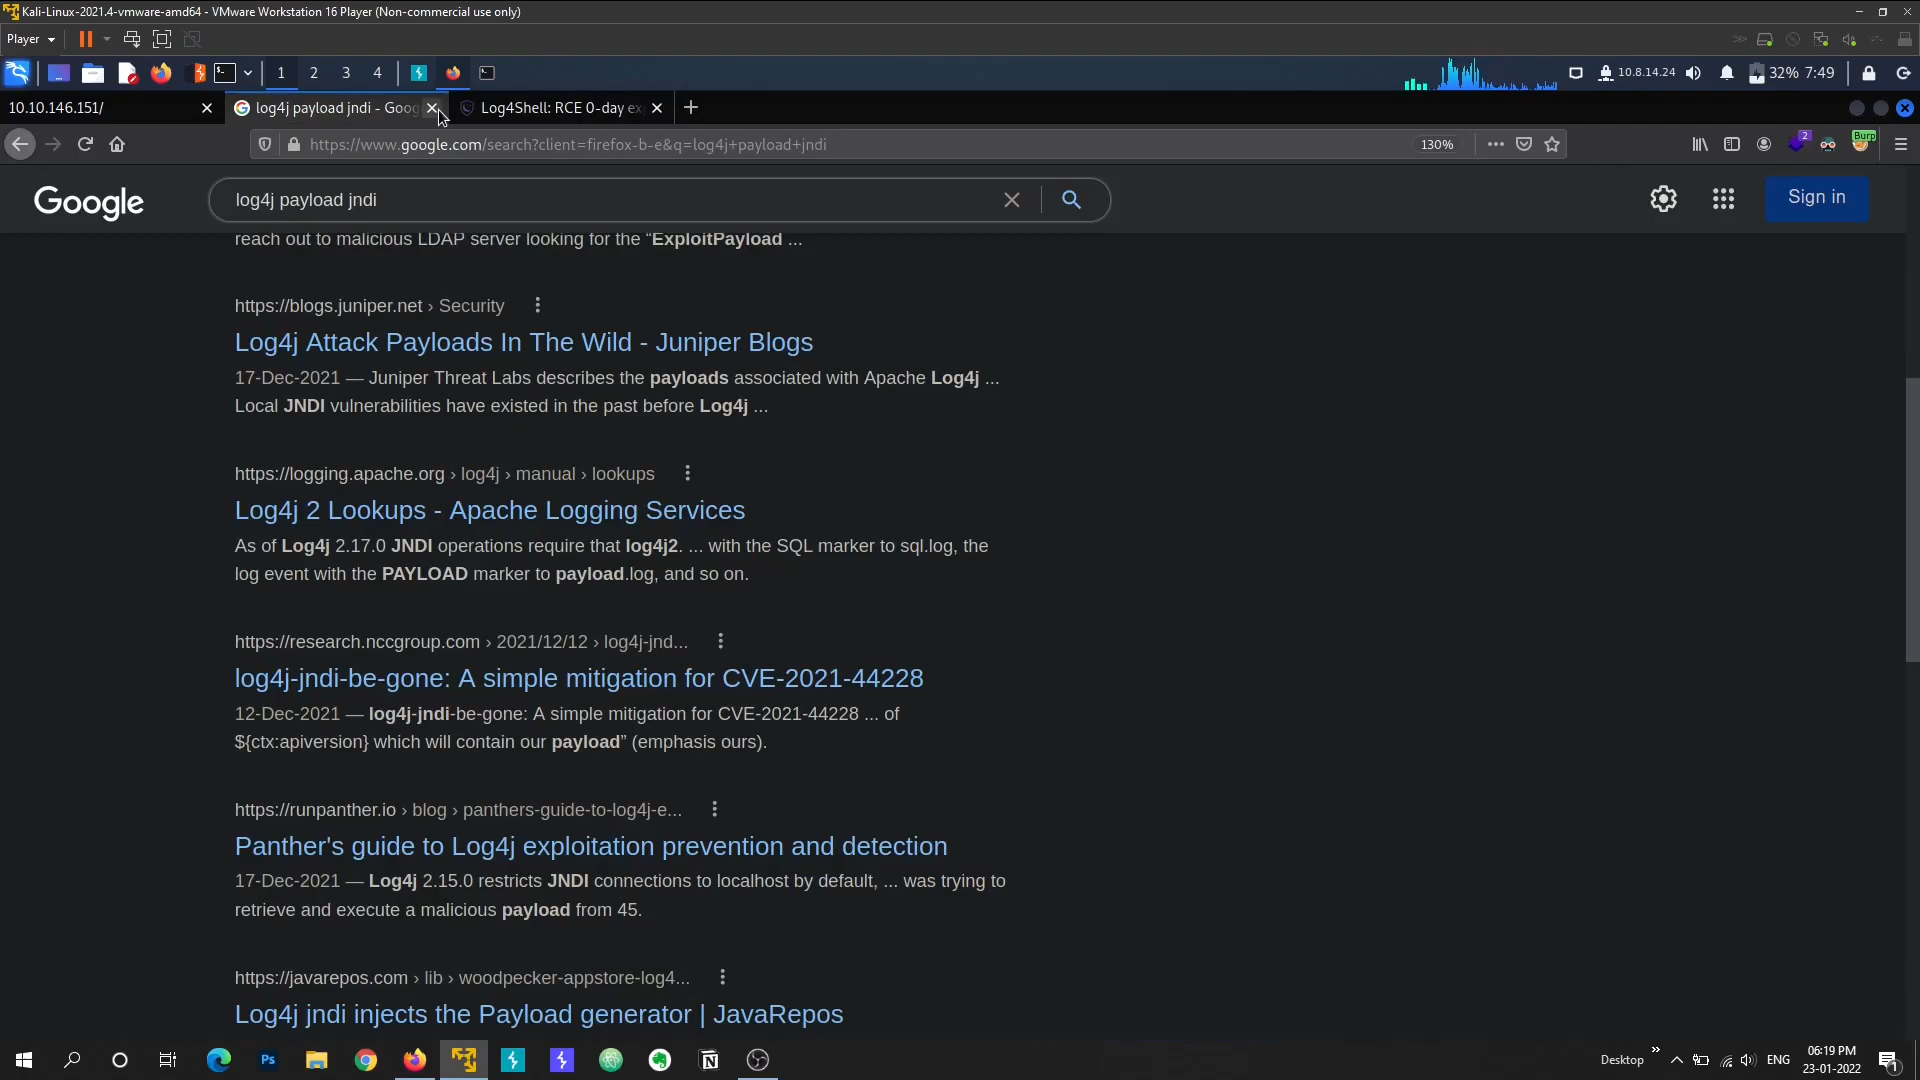 Kali-Linux-2021.4-vmware-amd64 - VMware Workstation 16 Player (Non-commercial use only)
Player
1 2 3 4
10.8.14.24
32% 7:49
10.10.146.151/
log4j payload jndi - Goog
Log4Shell: RCE 0-day ex
https://www.google.com/search?client=firefox-b-e&q=log4j+payload+jndi
130%
2
Burp
Google
log4j payload jndi
Sign in
reach out to malicious LDAP server looking for the “ExploitPayload ...
https://blogs.juniper.net › Security
Log4j Attack Payloads In The Wild - Juniper Blogs
17-Dec-2021 — Juniper Threat Labs describes the payloads associated with Apache Log4j ...
Local JNDI vulnerabilities have existed in the past before Log4j ...
https://logging.apache.org › log4j › manual › lookups
Log4j 2 Lookups - Apache Logging Services
As of Log4j 2.17.0 JNDI operations require that log4j2. ... with the SQL marker to sql.log, the
log event with the PAYLOAD marker to payload.log, and so on.
https://research.nccgroup.com › 2021/12/12 › log4j-jnd...
log4j-jndi-be-gone: A simple mitigation for CVE-2021-44228
12-Dec-2021 — log4j-jndi-be-gone: A simple mitigation for CVE-2021-44228 ... of
${ctx:apiversion} which will contain our payload” (emphasis ours).
https://runpanther.io › blog › panthers-guide-to-log4j-e...
Panther's guide to Log4j exploitation prevention and detection
17-Dec-2021 — Log4j 2.15.0 restricts JNDI connections to localhost by default, ... was trying to
retrieve and execute a malicious payload from 45.
https://javarepos.com › lib › woodpecker-appstore-log4...
Log4j jndi injects the Payload generator | JavaRepos
Ps
N
Desktop
ENG
06:19 PM
23-01-2022
1